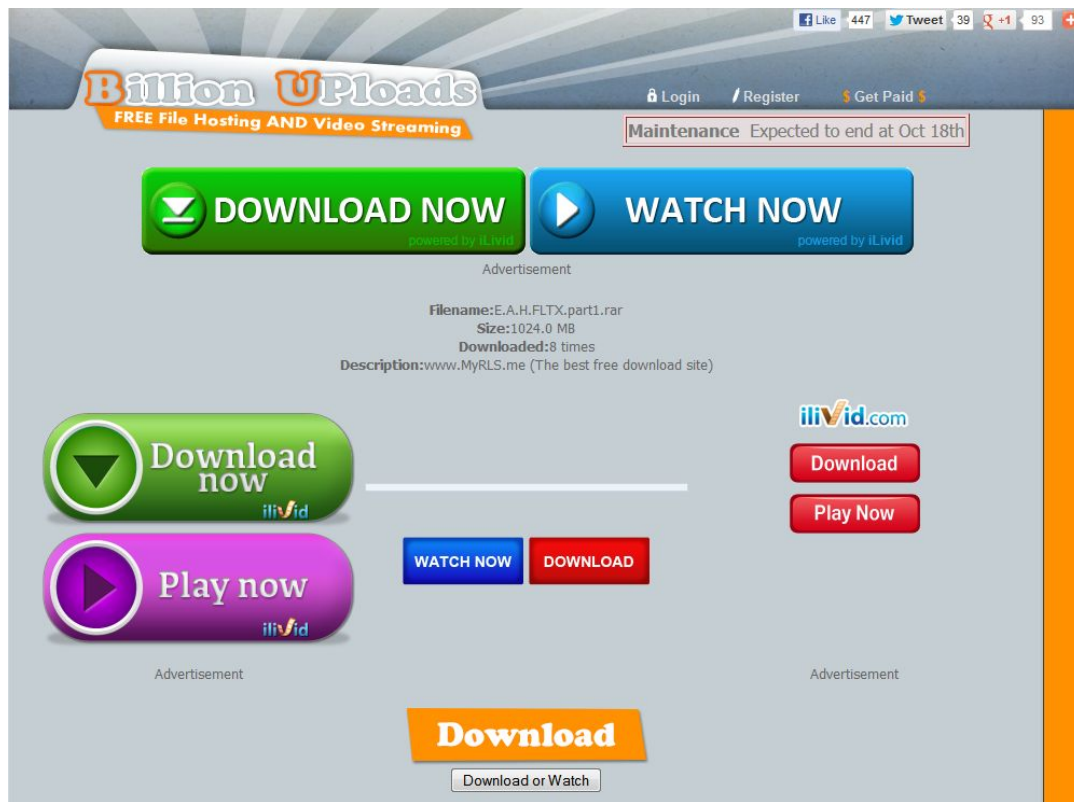 Like 447 Tweet 39 +1 93
Billion UPloads
FREE File Hosting AND Video Streaming
Login Register $ Get Paid $
Maintenance Expected to end at Oct 18th
DOWNLOAD NOW
powered by iLivid
WATCH NOW
powered by iLivid
Advertisement
Filename:E.A.H.FLTX.part1.rar
Size:1024.0 MB
Downloaded:8 times
Description:www.MyRLS.me (The best free download site)
Download
now
ilivid
Play now
ilivid
Advertisement
WATCH NOW
DOWNLOAD
ilivid.com
Download
Play Now
Advertisement
Download
Download or Watch